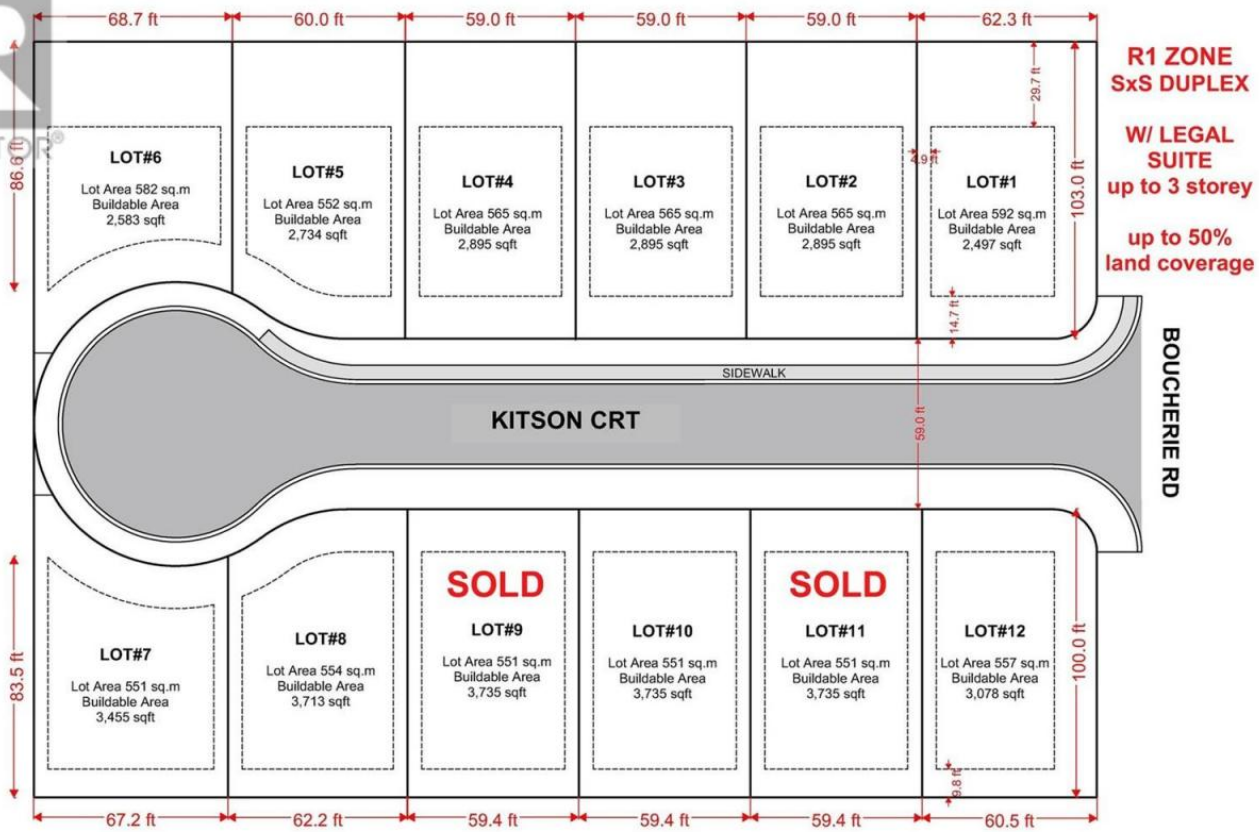 68.7 ft
60.0 ft
59.0 ft
59.0 ft
59.0 ft
62.3 ft
R
TOR®
86.6 ft
29.7 ft
4.9 ft
103.0 ft
R1 ZONE
SxS DUPLEX
W/ LEGAL
SUITE
up to 3 storey
up to 50%
land coverage
LOT#6
Lot Area 582 sq.m
Buildable Area
2,583 sqft
LOT#5
Lot Area 552 sq.m
Buildable Area
2,734 sqft
LOT#4
Lot Area 565 sq.m
Buildable Area
2,895 sqft
LOT#3
Lot Area 565 sq.m
Buildable Area
2,895 sqft
LOT#2
Lot Area 565 sq.m
Buildable Area
2,895 sqft
LOT#1
Lot Area 592 sq.m
Buildable Area
2,497 sqft
14.7 ft
SIDEWALK
KITSON CRT
59.0 ft
BOUCHERIE RD
83.5 ft
LOT#7
Lot Area 551 sq.m
Buildable Area
3,455 sqft
LOT#8
Lot Area 554 sq.m
Buildable Area
3,713 sqft
SOLD
LOT#9
Lot Area 551 sq.m
Buildable Area
3,735 sqft
LOT#10
Lot Area 551 sq.m
Buildable Area
3,735 sqft
SOLD
LOT#11
Lot Area 551 sq.m
Buildable Area
3,735 sqft
LOT#12
Lot Area 557 sq.m
Buildable Area
3,078 sqft
100.0 ft
9.8 ft
67.2 ft
62.2 ft
59.4 ft
59.4 ft
59.4 ft
60.5 ft